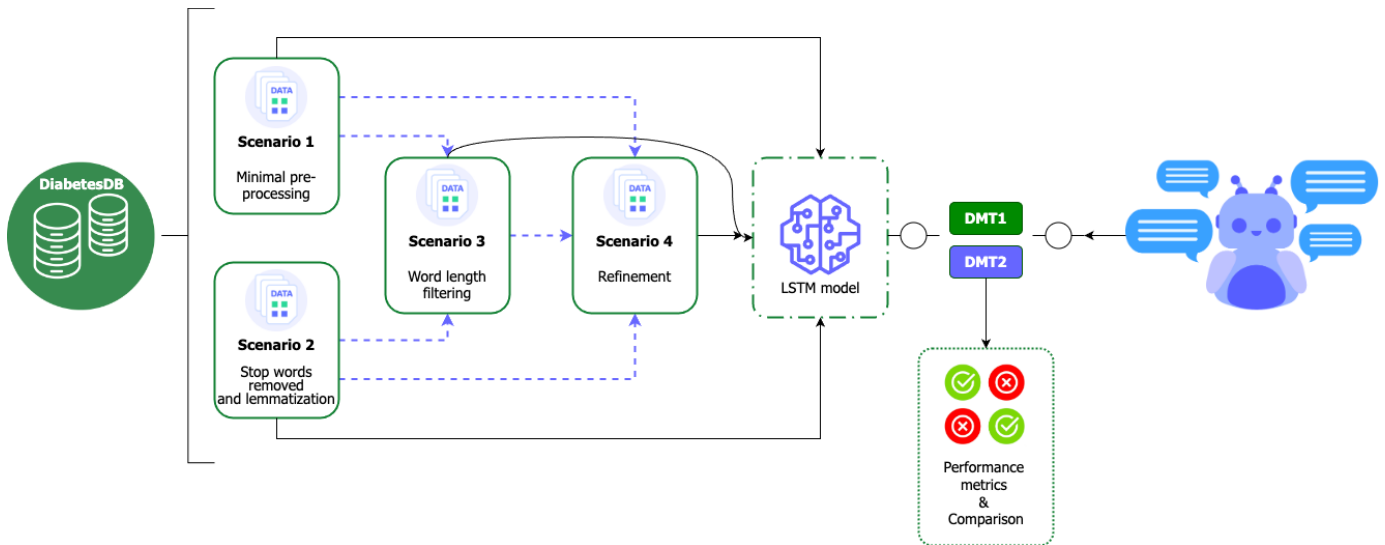 DiabetesDB
DATA
Scenario 1
Minimal pre-
processing
DATA
Scenario 2
Stop words
removed
and lemmatization
DATA
Scenario 3
Word length
filtering
DATA
Scenario 4
Refinement
LSTM model
DMT1
DMT2
Performance
metrics
&
Comparison